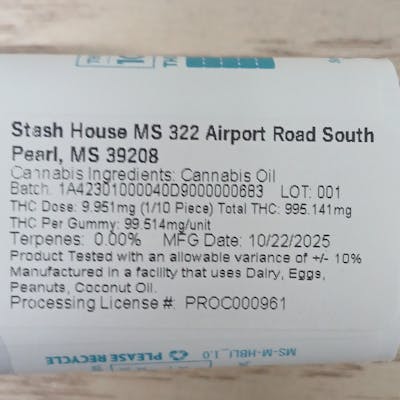 Stash House MS 322 Airport Road South
Pearl, MS 39208
Cannabis Ingredients: Cannabis Oil
Batch: 1A42301000040D9000000683 LOT: 001
THC Dose: 9.951mg (1/10 Piece) Total THC: 995.141mg
THC Per Gummy: 99.514mg/unit
Terpenes: 0.00% MFG Date: 10/22/2025
Product Tested with an allowable variance of +/- 10%
Manufactured in a facility that uses Dairy, Eggs,
Peanuts, Coconut Oil.
Processing License #: PROC000961
MS-M-HBLI_1.0 PLEASE RECYCLE